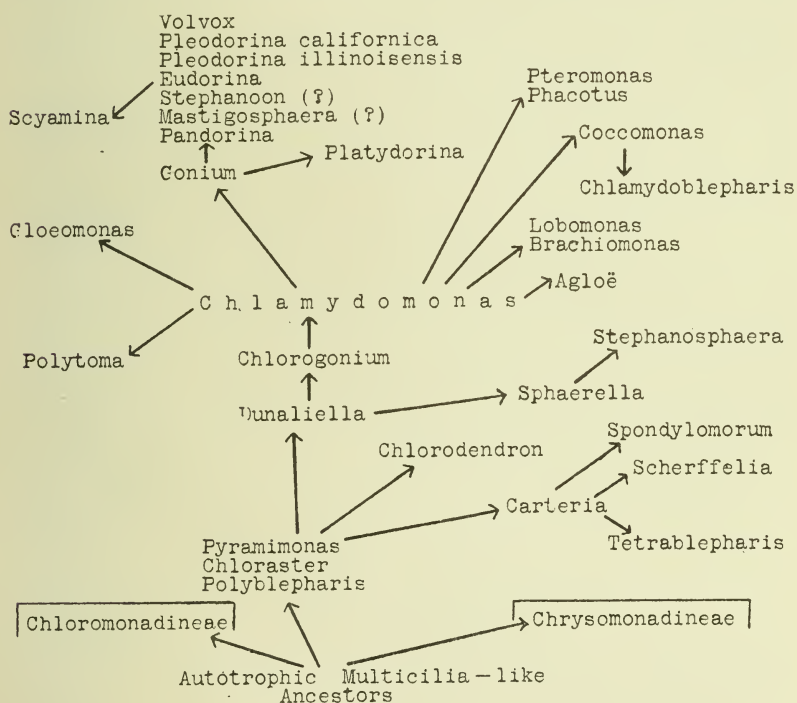 Volvox
Pleodorina californica
Pleodorina illinoisensis
Eudorina
Stephanoon (?)
Mastigosphaera (?)
Pandorina
Scyamina
Gonium
Platydorina
Pteromonas
Phacotus
Coccomonas
Chlamydoblepharis
Lobomonas
Brachiomonas
Agloë
Gloeomonas
Chlamydomonas
Polytoma
Chlorogonium
Stephanosphaera
Dunaliella
Sphaerella
Chlorodendron
Spondylomorum
Scherffelia
Carteria
Tetrablepharis
Pyramimonas
Chloraster
Polyblepharis
Chloromonadineae
Chrysomonadineae
Autotrophic Multicilia-like
Ancestors